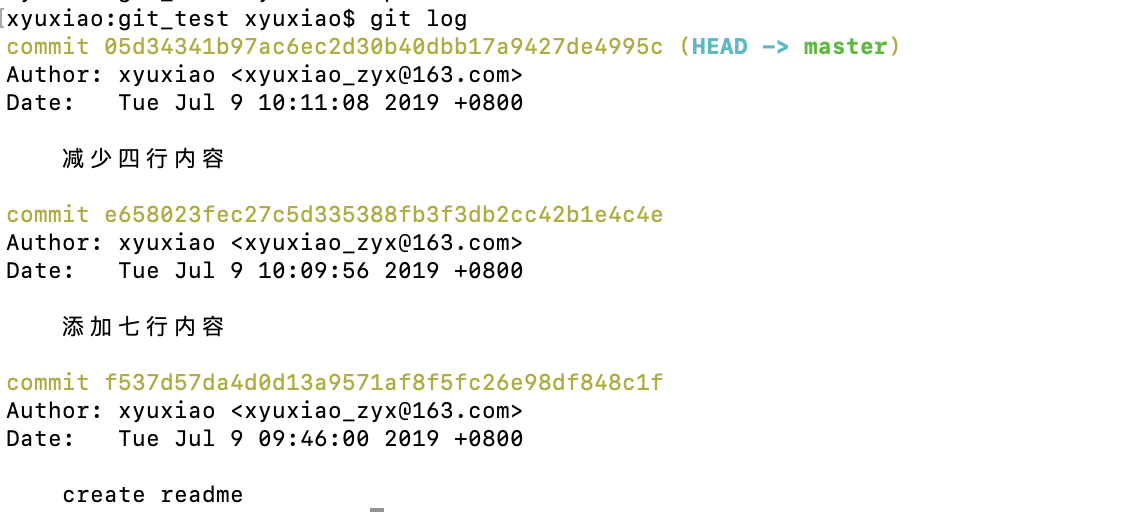 xyuxiao:git_test xyuxiao$ git log
commit 05d34341b97ac6ec2d30b40dbb17a9427de4995c (HEAD -> master)
Author: xyuxiao <xyuxiao_zyx@163.com>
Date:   Tue Jul 9 10:11:08 2019 +0800
减少四行内容
commit e658023fec27c5d335388fb3f3db2cc42b1e4c4e
Author: xyuxiao <xyuxiao_zyx@163.com>
Date:   Tue Jul 9 10:09:56 2019 +0800
添加七行内容
commit f537d57da4d0d13a9571af8f5fc26e98df848c1f
Author: xyuxiao <xyuxiao_zyx@163.com>
Date:   Tue Jul 9 09:46:00 2019 +0800
create readme